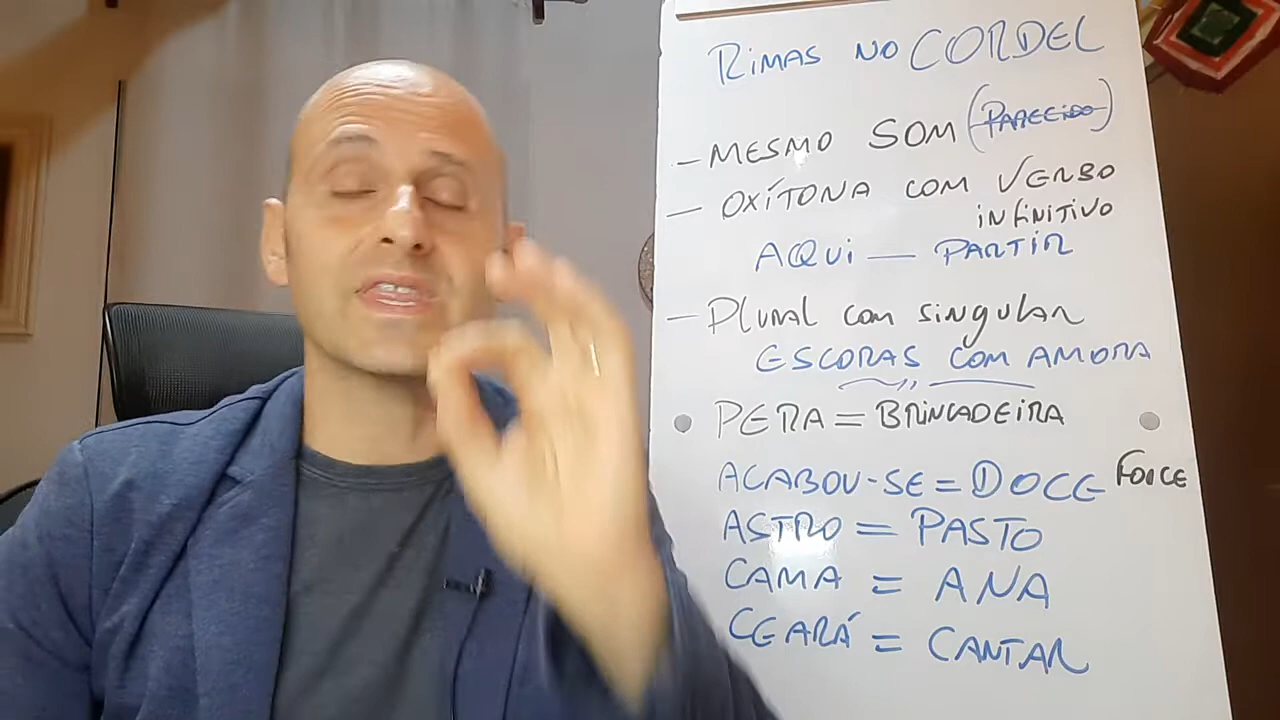 RIMAS NO CORDEL
- MESMO SOM (PARECIDO)
- OXÍTONA COM VERBO
INFINITIVO
AQUI — PARTIR
- PLURAL COM SINGULAR
ESCORAS COM AMORA
PERA = BRINCADEIRA
ACABOU-SE = DOCE FOICE
ASTRO = PASTO
CAMA = ANA
CEARÁ = CANTAR